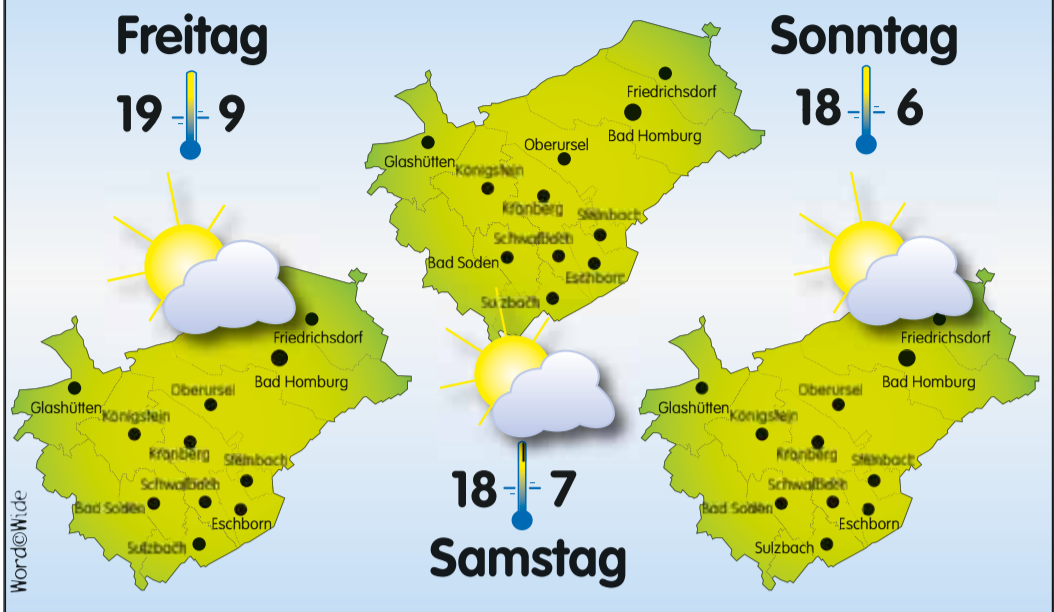 Freitag
19 9
Friedrichsdorf
Bad Homburg
Glashütten
Oberursel
Königstein
Kronberg
Steinbach
Schwalbach
Bad Soden
Eschborn
Sulzbach
Word©Wide
Friedrichsdorf
Bad Homburg
Oberursel
Glashütten
Königstein
Kronberg
Steinbach
Schwalbach
Bad Soden
Eschborn
Sulzbach
18 7
Samstag
Sonntag
18 6
Friedrichsdorf
Bad Homburg
Glashütten
Oberursel
Königstein
Kronberg
Steinbach
Schwalbach
Bad Soden
Eschborn
Sulzbach